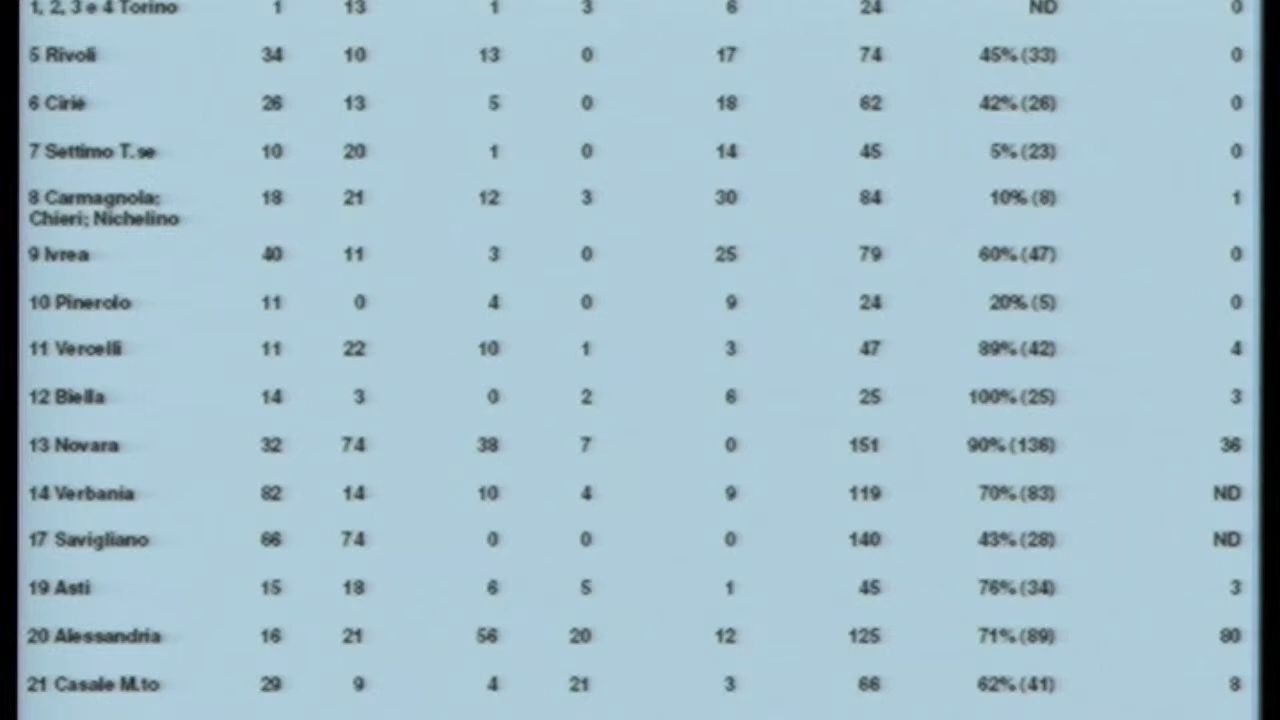 1, 2, 3 e 4 Torino 1 13 1 3 6 24 ND 0
5 Rivoli 34 10 13 0 17 74 45% (33) 0
6 Ciriè 26 13 5 0 18 62 42% (26) 0
7 Settimo T.se 10 20 1 0 14 45 5% (23) 0
8 Carmagnola; 18 21 12 3 30 84 10% (8) 1
Chieri; Nichelino
9 Ivrea 40 11 3 0 25 79 60% (47) 0
10 Pinerolo 11 0 4 0 9 24 20% (5) 0
11 Vercelli 11 22 10 1 3 47 89% (42) 4
12 Biella 14 3 0 2 6 25 100% (25) 3
13 Novara 32 74 38 7 0 151 90% (136) 36
14 Verbania 82 14 10 4 9 119 70% (83) ND
17 Savigliano 66 74 0 0 0 140 43% (28) ND
19 Asti 15 18 6 5 1 45 76% (34) 3
20 Alessandria 16 21 56 20 12 125 71% (89) 80
21 Casale M.to 29 9 4 21 3 66 62% (41) 8